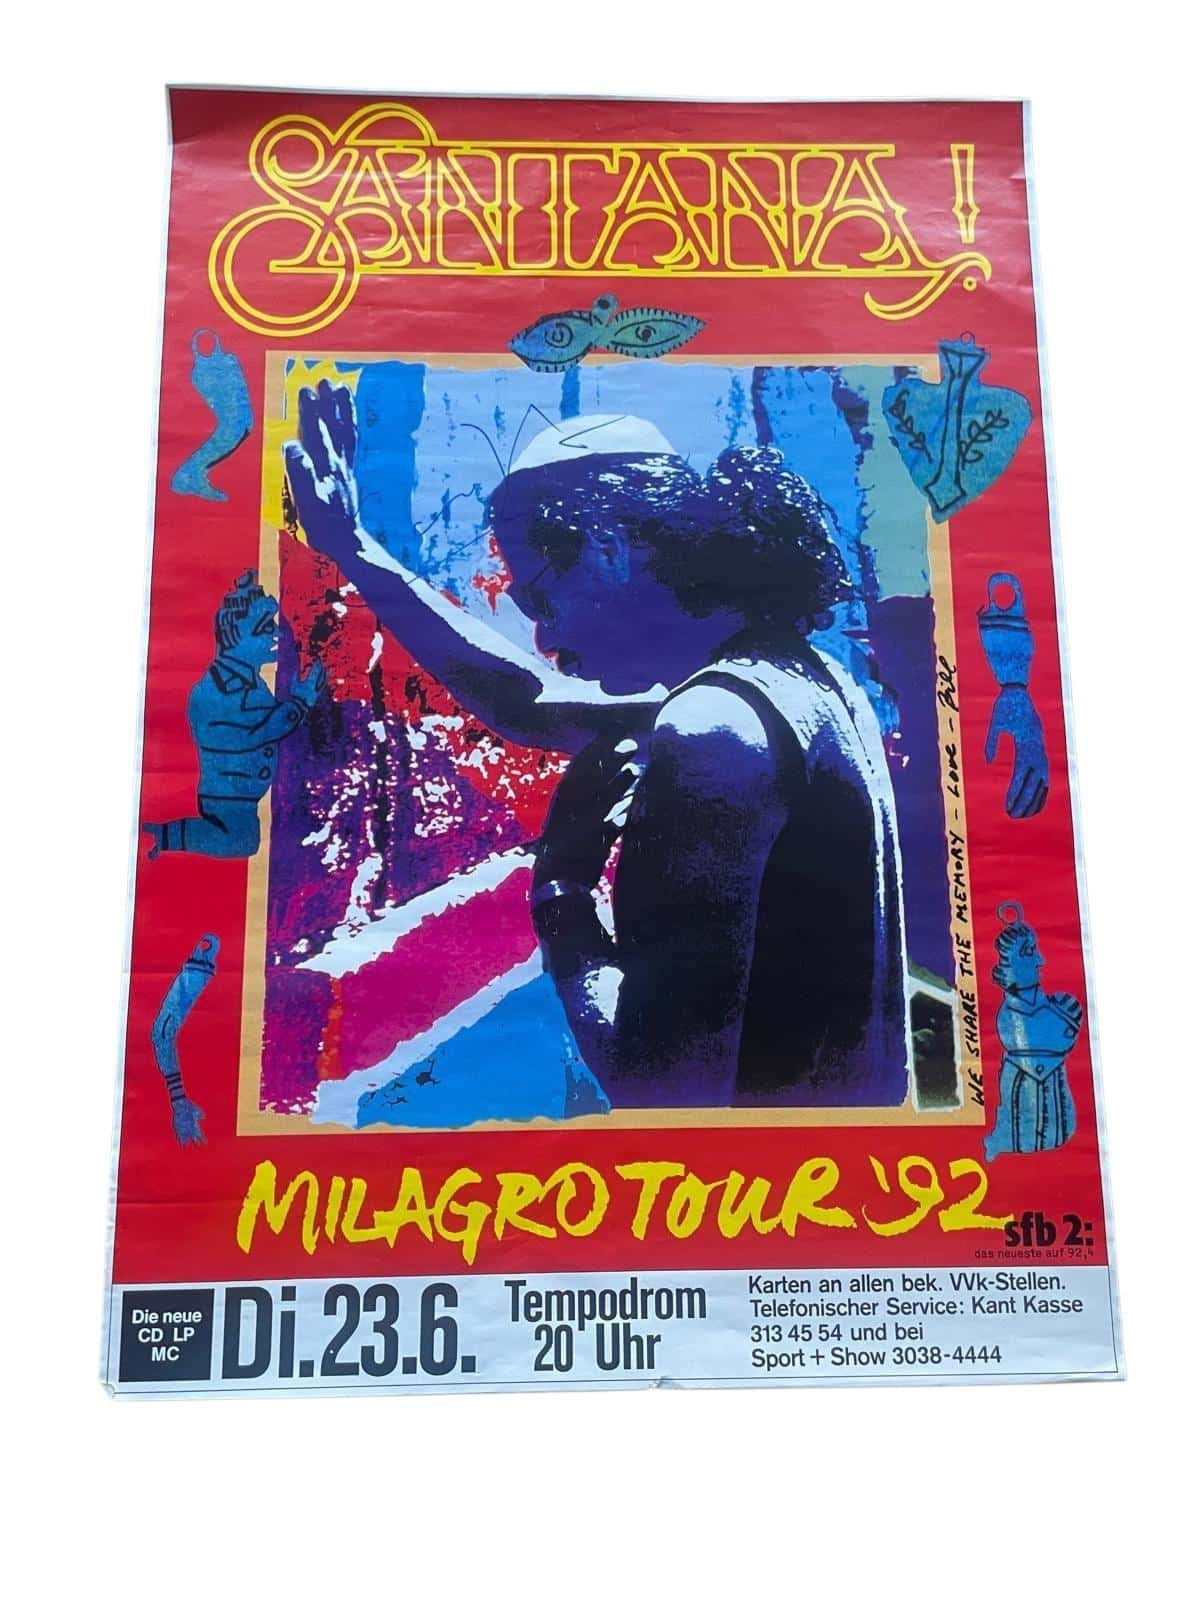 SANTANA!
WE SHARE THE MEMORY - LOVE - Bill
MILAGRO TOUR '92
sfb 2:
das neueste auf 92,4
Die neue
CD LP
MC
Di.23.6.
Tempodrom
20 Uhr
Karten an allen bek. VVk-Stellen.
Telefonischer Service: Kant Kasse
313 45 54 und bei
Sport + Show 3038-4444